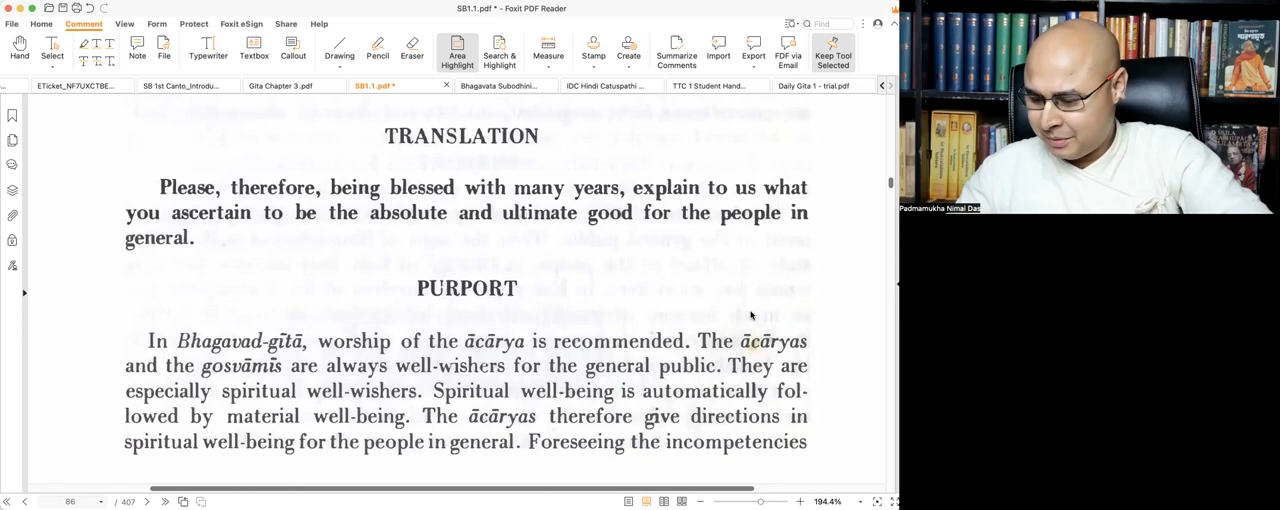 SB1.1.pdf * - Foxit PDF Reader
File Home Comment View Form Protect Foxit eSign Share Help Find
Hand Select Note File Typewriter Textbox Callout Drawing Pencil Eraser Area Highlight Search & Highlight Measure Stamp Create Summarize Comments Import Export FDF via Email Keep Tool Selected
ETicket_NF7UXCTBE... SB 1st Canto_Introdu... Gita Chapter 3.pdf SB1.1.pdf * Bhagavata Subodhini... IDC Hindi Catuspathi ... TTC 1 Student Hand... Daily Gita 1 - trial.pdf
TRANSLATION
Please, therefore, being blessed with many years, explain to us what
you ascertain to be the absolute and ultimate good for the people in
general.
PURPORT
In Bhagavad-gītā, worship of the ācārya is recommended. The ācāryas
and the gosvāmīs are always well-wishers for the general public. They are
especially spiritual well-wishers. Spiritual well-being is automatically fol-
lowed by material well-being. The ācāryas therefore give directions in
spiritual well-being for the people in general. Foreseeing the incompetencies
86 / 407
194.4%
Padmamukha Nimai Das